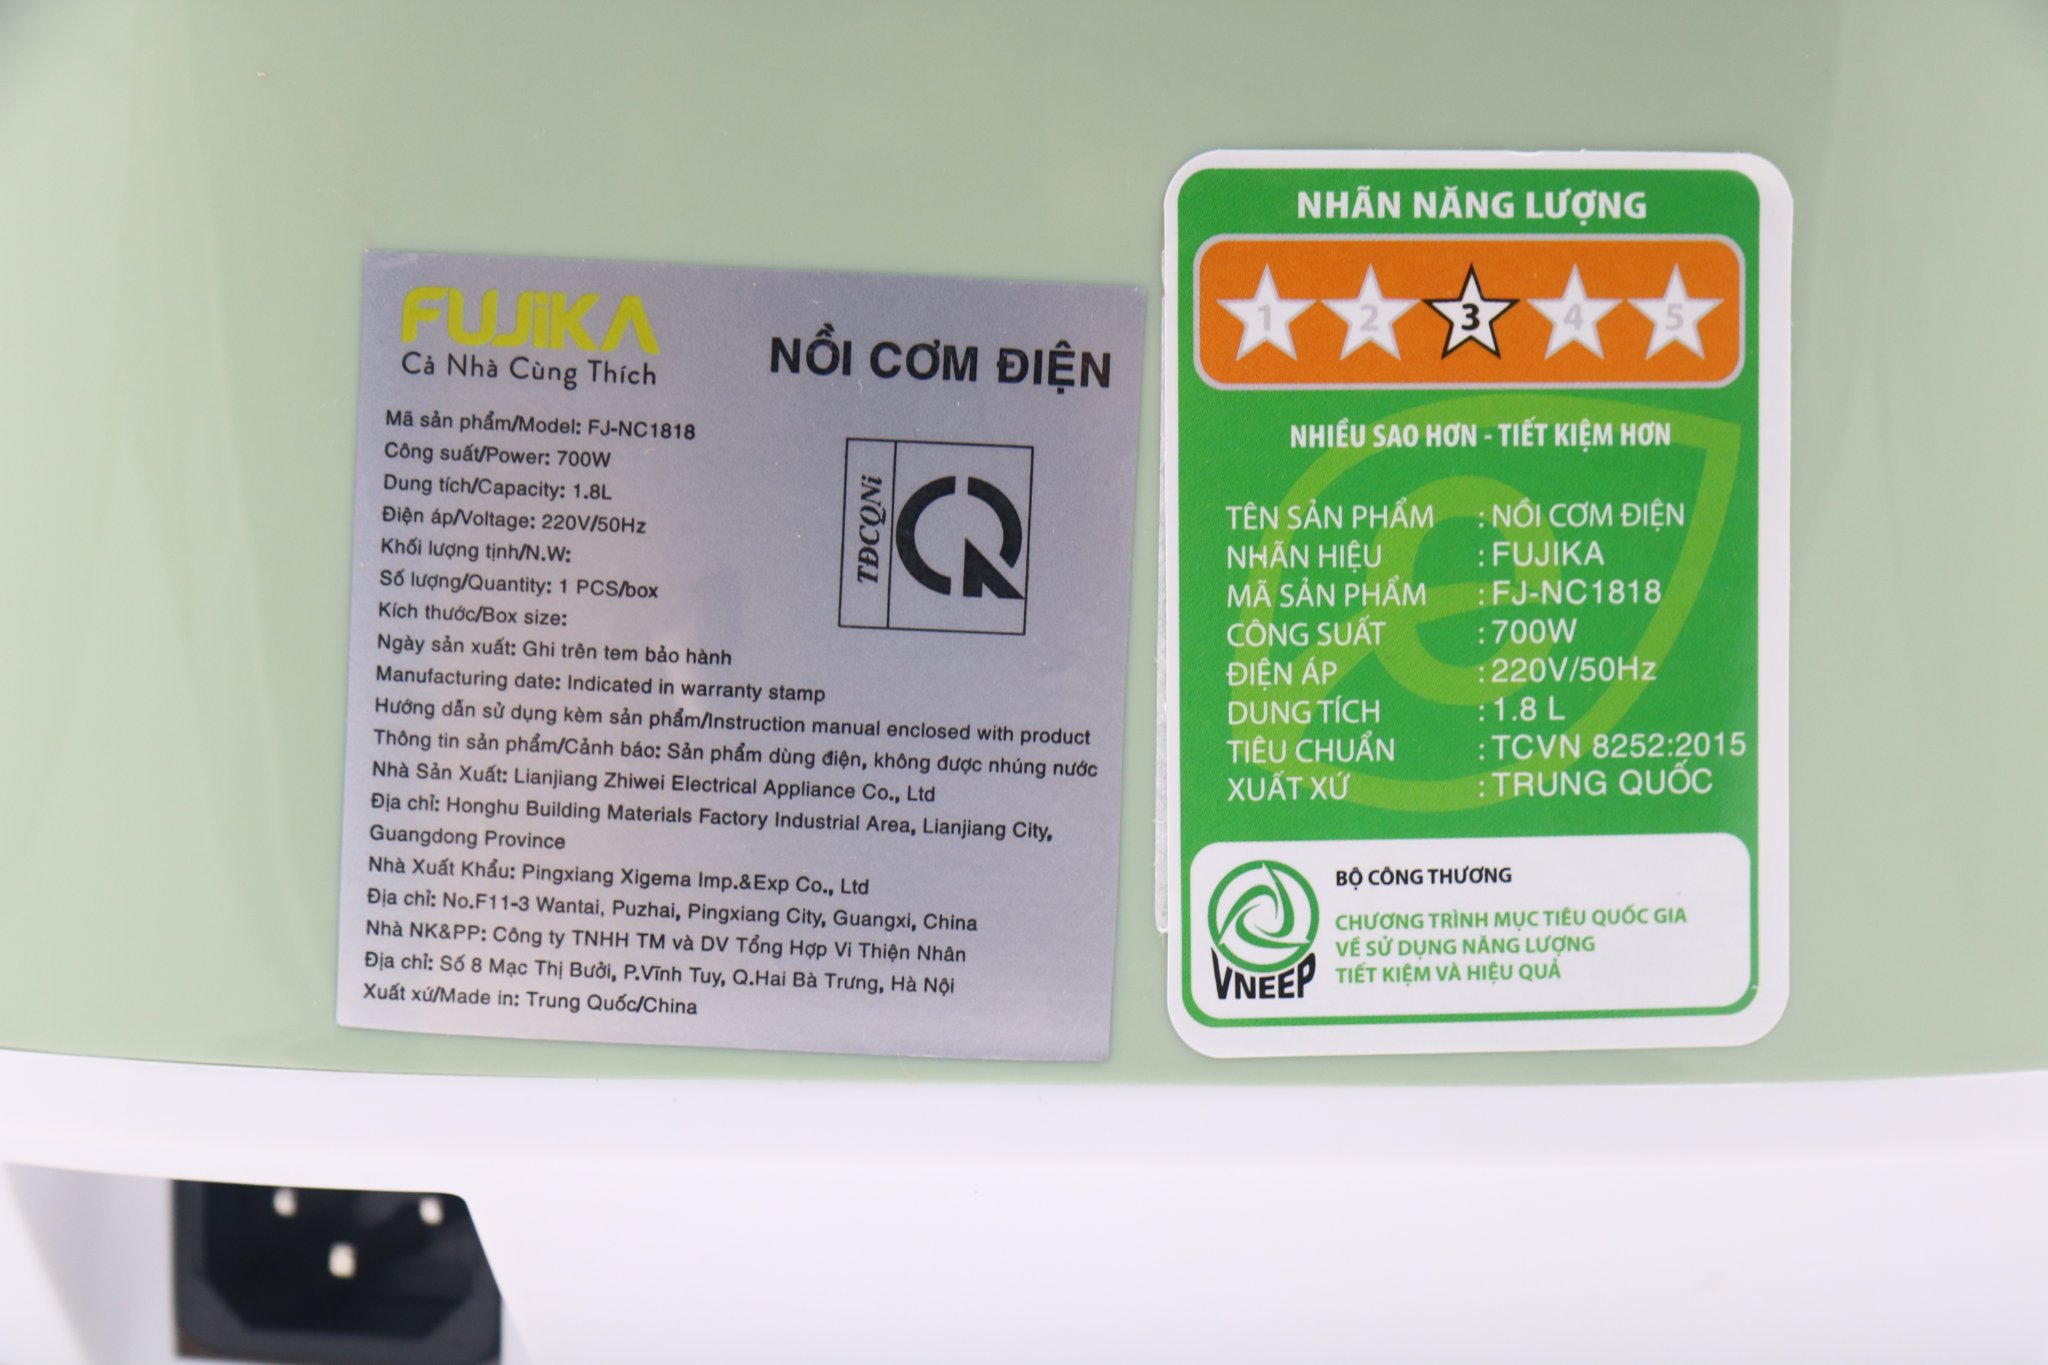 FUJIKA
Cả Nhà Cùng Thích
NỒI CƠM ĐIỆN
Mã sản phẩm/Model: FJ-NC1818
Công suất/Power: 700W
Dung tích/Capacity: 1.8L
Điện áp/Voltage: 220V/50Hz
Khối lượng tịnh/N.W:
Số lượng/Quantity: 1 PCS/box
Kích thước/Box size:
Ngày sản xuất: Ghi trên tem bảo hành
Manufacturing date: Indicated in warranty stamp
Hướng dẫn sử dụng kèm sản phẩm/Instruction manual enclosed with product
Thông tin sản phẩm/Cảnh báo: Sản phẩm dùng điện, không được nhúng nước
Nhà Sản Xuất: Lianjiang Zhiwei Electrical Appliance Co., Ltd
Địa chỉ: Honghu Building Materials Factory Industrial Area, Lianjiang City,
Guangdong Province
Nhà Xuất Khẩu: Pingxiang Xigema Imp.&Exp Co., Ltd
Địa chỉ: No.F11-3 Wantai, Puzhai, Pingxiang City, Guangxi, China
Nhà NK&PP: Công ty TNHH TM và DV Tổng Hợp Vi Thiện Nhân
Địa chỉ: Số 8 Mạc Thị Bưởi, P.Vĩnh Tuy, Q.Hai Bà Trưng, Hà Nội
Xuất xứ/Made in: Trung Quốc/China
TĐCQNi
NHÃN NĂNG LƯỢNG
1 2 3 4 5
NHIỀU SAO HƠN - TIẾT KIỆM HƠN
TÊN SẢN PHẨM : NỒI CƠM ĐIỆN
NHÃN HIỆU : FUJIKA
MÃ SẢN PHẨM : FJ-NC1818
CÔNG SUẤT : 700W
ĐIỆN ÁP : 220V/50Hz
DUNG TÍCH : 1.8 L
TIÊU CHUẨN : TCVN 8252:2015
XUẤT XỨ : TRUNG QUỐC
BỘ CÔNG THƯƠNG
CHƯƠNG TRÌNH MỤC TIÊU QUỐC GIA
VỀ SỬ DỤNG NĂNG LƯỢNG
TIẾT KIỆM VÀ HIỆU QUẢ
VNEEP